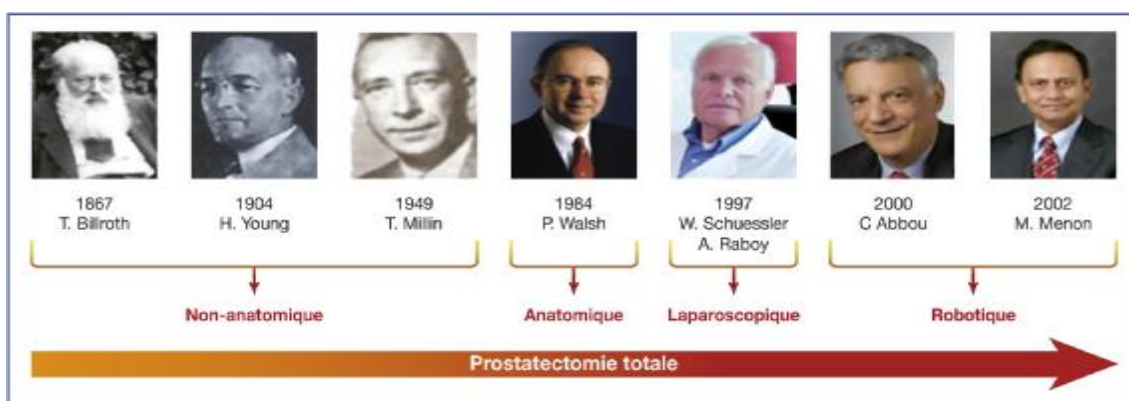 1867
T. Billroth
1904
H. Young
1949
T. Millin
1964
P. Walsh
1997
W. Schuessler
A. Raboy
2000
C Abbou
2002
M. Menon
Non-anatomique
Anatomique
Laparoscopique
Robotique
Prostatectomie totale